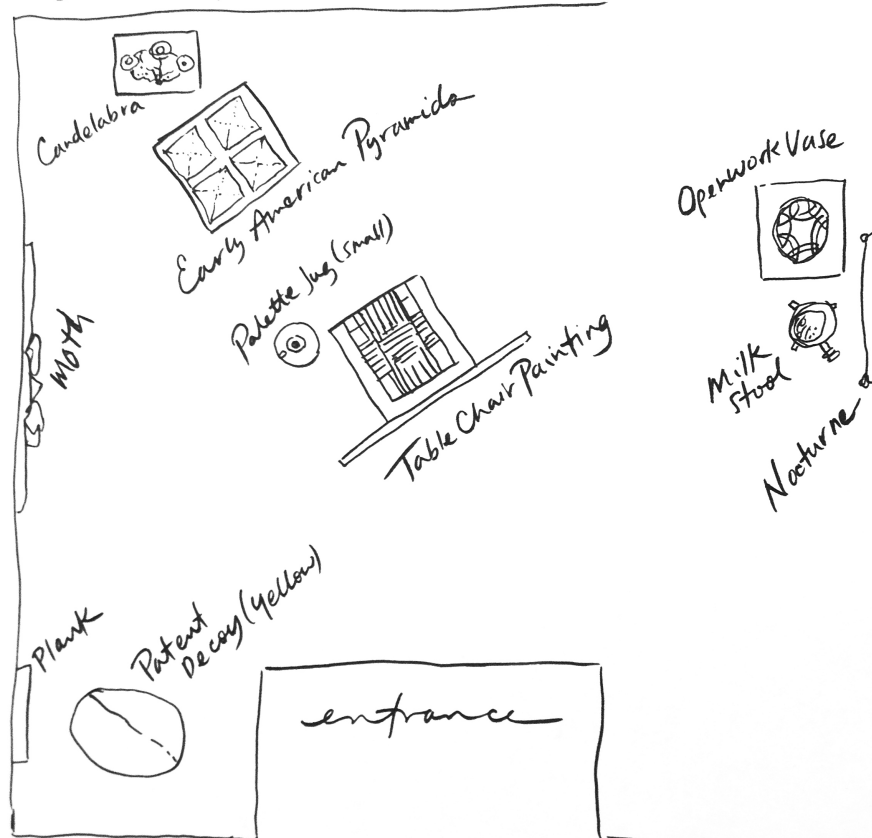 Candelabra
Early American Pyramids
Openwork Vase
Palette Jug (small)
Moth
Table Chair Painting
Milk
Stool
Nocturne
Plank
Patent
Decoy (yellow)
entrance